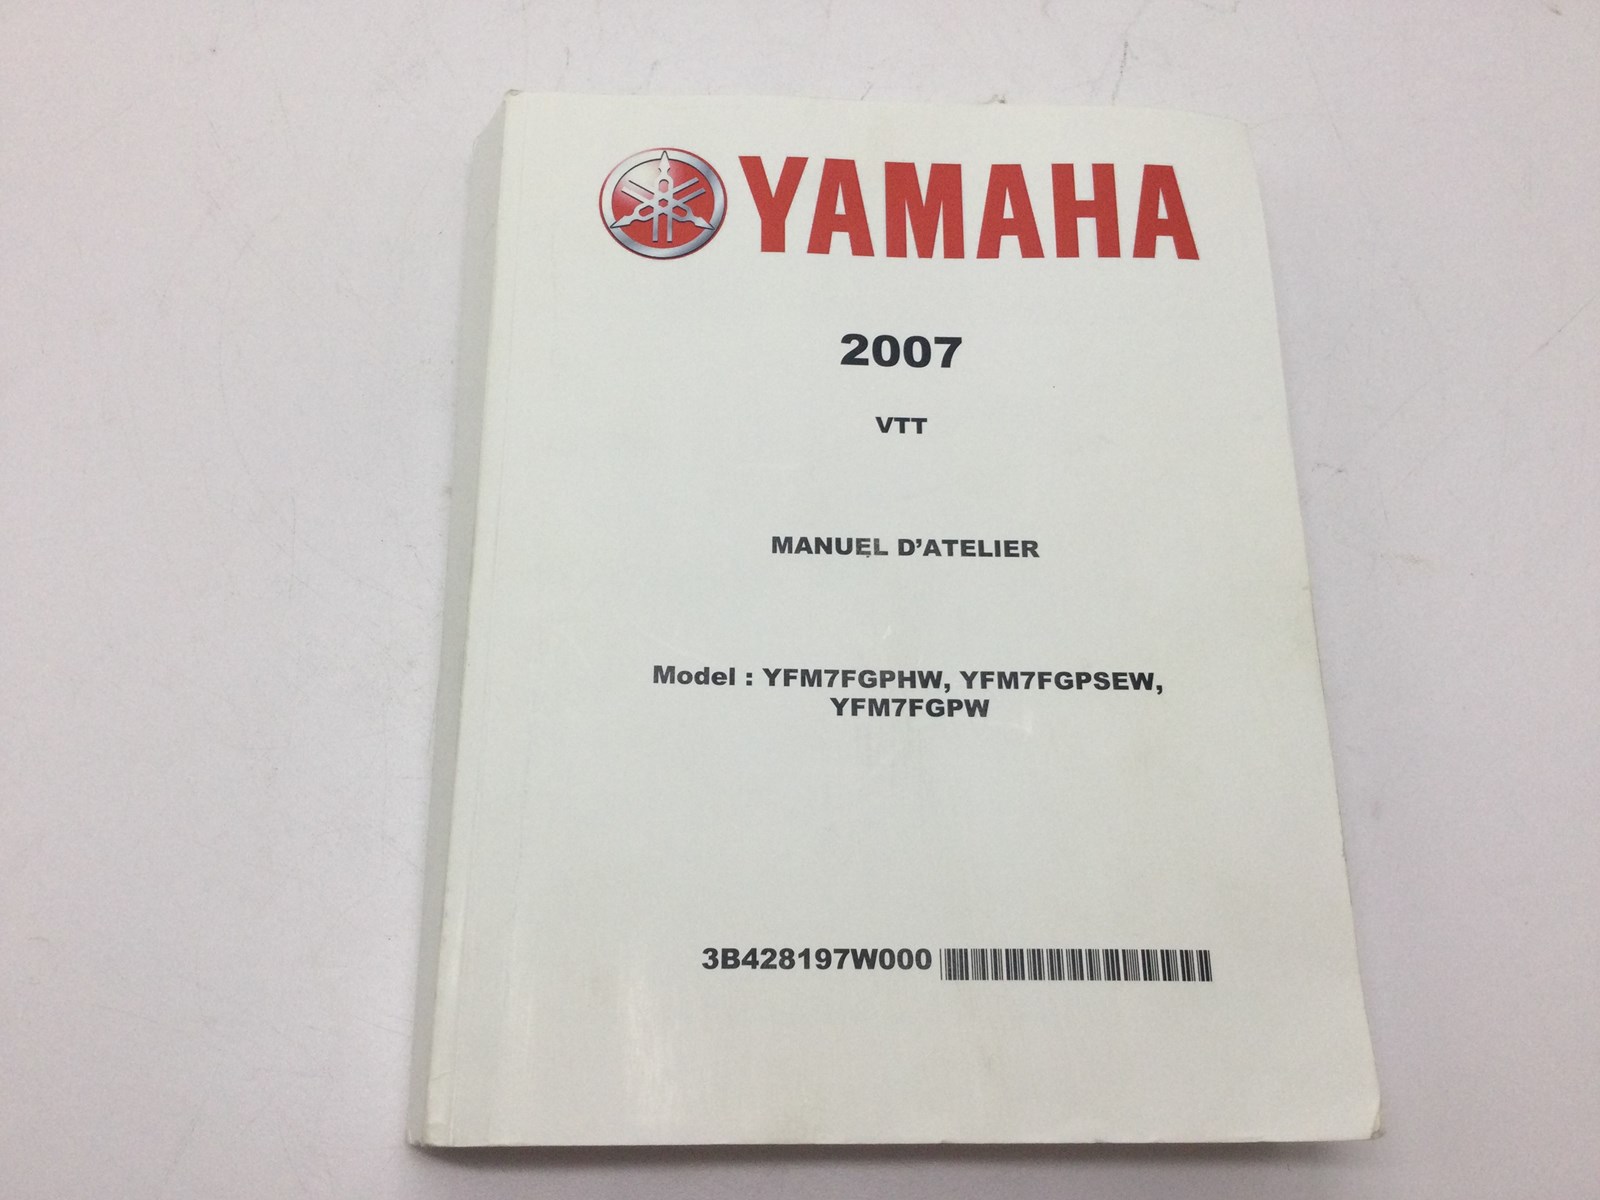 YAMAHA
2007
VTT
MANUEL D'ATELIER
Model : YFM7FGPHW, YFM7FGPSEW,
YFM7FGPW
3B428197W000